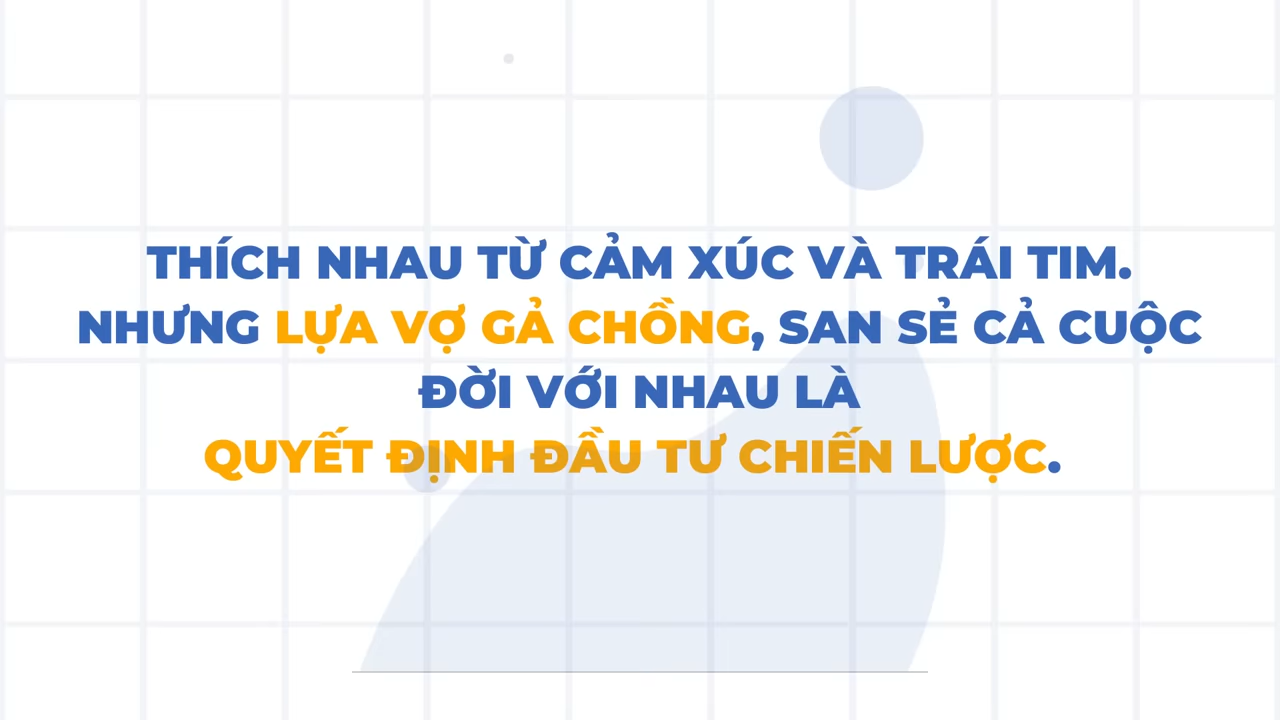 THÍCH NHAU TỪ CẢM XÚC VÀ TRÁI TIM.
NHƯNG LỰA VỢ GẢ CHỒNG, SAN SẺ CẢ CUỘC
ĐỜI VỚI NHAU LÀ
QUYẾT ĐỊNH ĐẦU TƯ CHIẾN LƯỢC.